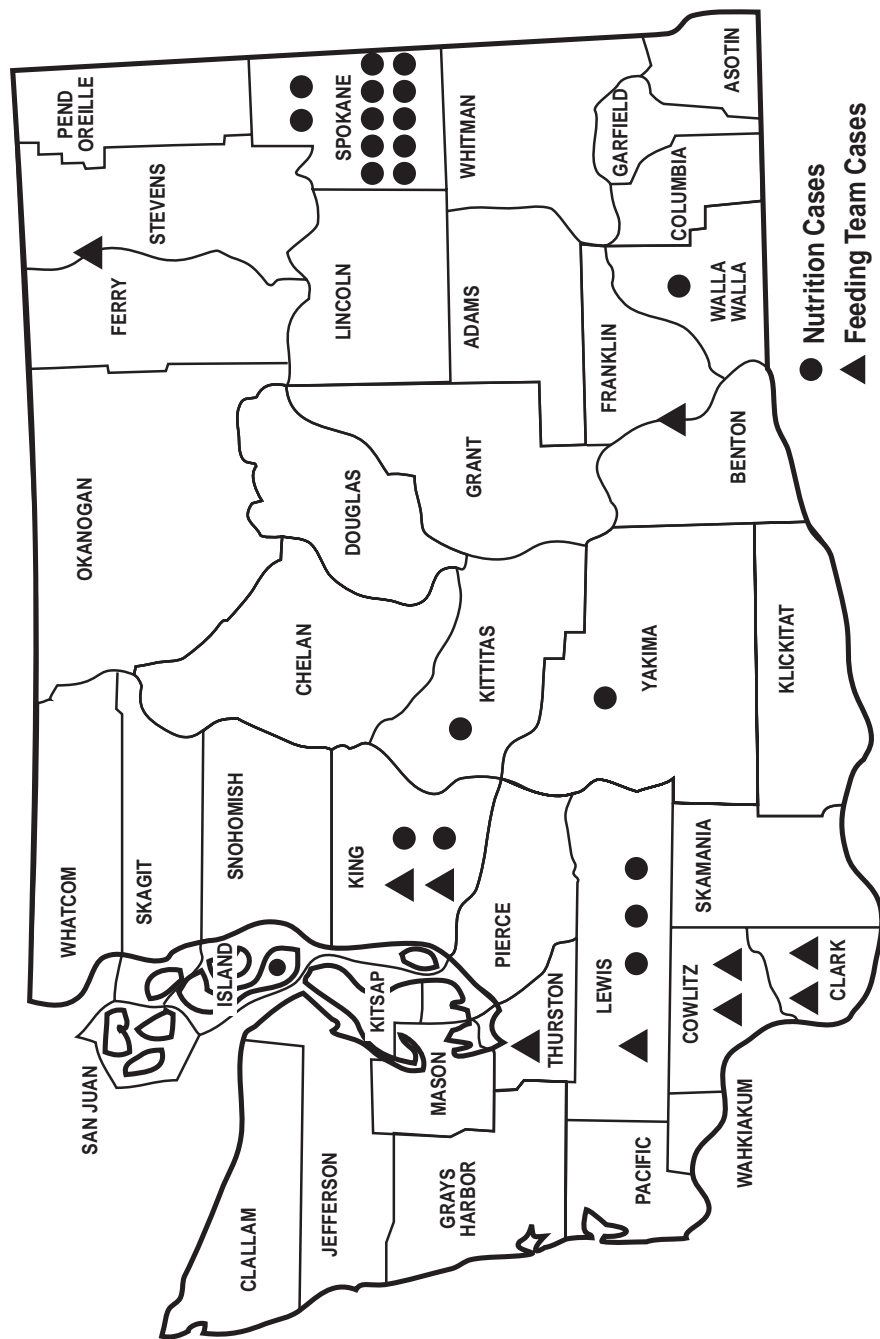 SAN JUAN
WHATCOM
SKAGIT
SNOHOMISH
ISLAND
CLALLAM
JEFFERSON
KITSAP
MASON
GRAYS
HARBOR
KING
PIERCE
THURSTON
PACIFIC
LEWIS
WAHKIAKUM
COWLITZ
CLARK
SKAMANIA
OKANOGAN
CHELAN
DOUGLAS
KITTITAS
GRANT
YAKIMA
KLICKITAT
BENTON
FERRY
STEVENS
PEND
OREILLE
LINCOLN
SPOKANE
ADAMS
WHITMAN
FRANKLIN
WALLA
WALLA
COLUMBIA
GARFIELD
ASOTIN
Nutrition Cases
Feeding Team Cases